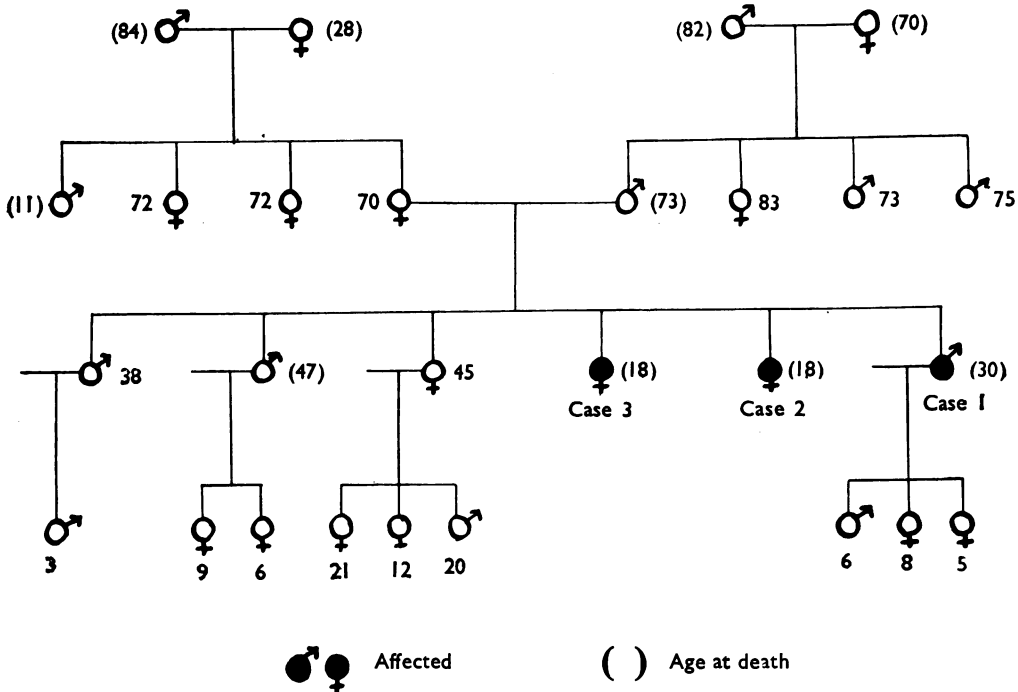 (84) (28) (82) (70)
(11) 72 72 70 (73) 83 73 75
38 (47) 45 (18) (18) (30)
Case 3 Case 2 Case 1
3 9 6 21 12 20 6 8 5
Affected ( ) Age at death